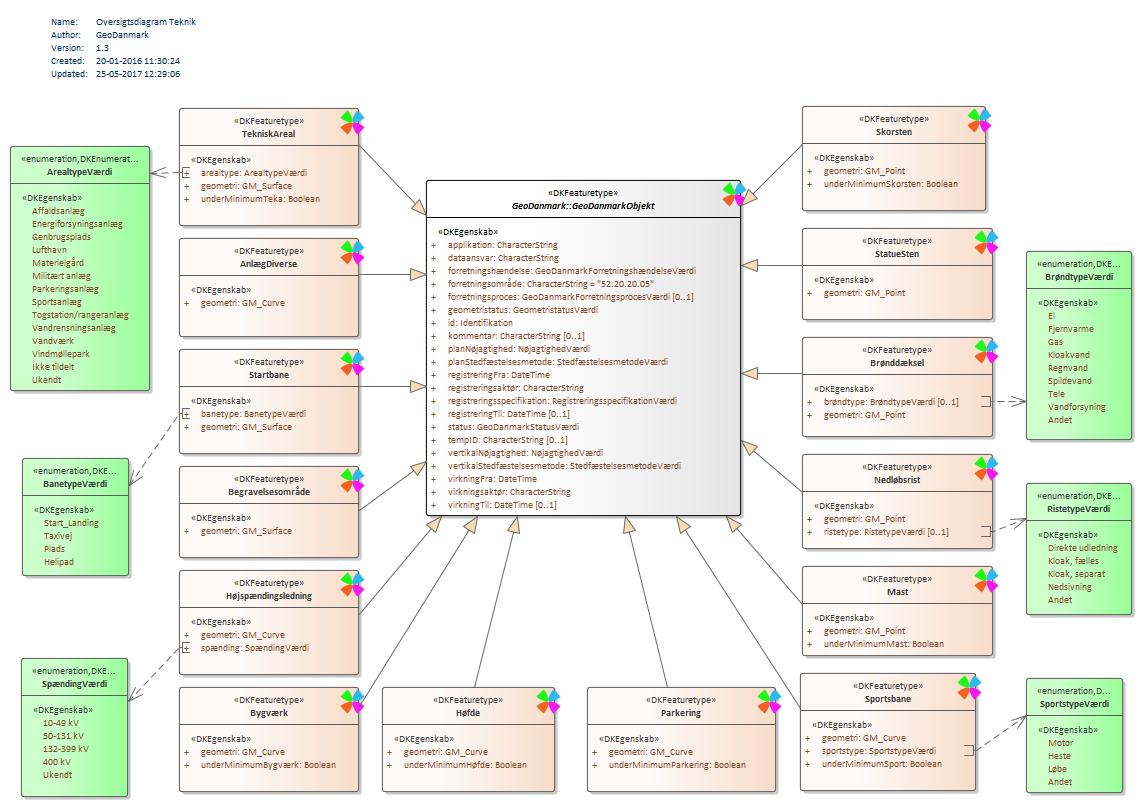 Name: Oversigtsdiagram Teknik
Author: GeoDanmark
Version: 1.3
Created: 20-01-2016 11:30:24
Updated: 25-05-2017 12:29:06
«enumeration,DKEnumerat...
ArealtypeVærdi
«DKEgenskab»
Affaldsanlæg
Energiforsyningsanlæg
Genbrugsplads
Lufthavn
Materielgård
Militært anlæg
Parkeringsanlæg
Sportsanlæg
Togstation/rangeranlæg
Vandrensningsanlæg
Vandværk
Vindmøllepark
Ikke tildelt
Ukendt
«enumeration,DKE...
BanetypeVærdi
«DKEgenskab»
Start_Landing
Taxivej
Plads
Helipad
«enumeration,DKE...
SpændingVærdi
«DKEgenskab»
10-49 kV
50-131 kV
132-399 kV
400 kV
Ukendt
«DKFeaturetype»
TekniskAreal
«DKEgenskab»
+ arealtype: ArealtypeVærdi
+ geometri: GM_Surface
+ underMinimumTeka: Boolean
«DKFeaturetype»
AnlægDiverse
«DKEgenskab»
+ geometri: GM_Curve
«DKFeaturetype»
Startbane
«DKEgenskab»
+ banetype: BanetypeVærdi
+ geometri: GM_Surface
«DKFeaturetype»
Begravelsesområde
«DKEgenskab»
+ geometri: GM_Surface
«DKFeaturetype»
Højspændingsledning
«DKEgenskab»
+ geometri: GM_Curve
+ spænding: SpændingVærdi
«DKFeaturetype»
Bygværk
«DKEgenskab»
+ geometri: GM_Curve
+ underMinimumBygværk: Boolean
«DKFeaturetype»
GeoDanmark::GeoDanmarkObjekt
«DKEgenskab»
+ applikation: CharacterString
+ dataansvar: CharacterString
+ forretningshændelse: GeoDanmarkForretningshændelseVærdi
+ forretningsområde: CharacterString = "52.20.20.05"
+ forretningsproces: GeoDanmarkForretningsprocesVærdi [0..1]
+ geometristatus: GeometristatusVærdi
+ id: Identifikation
+ kommentar: CharacterString [0..1]
+ planNøjagtighed: NøjagtighedVærdi
+ planStedfæstelsesmetode: StedfæstelsesmetodeVærdi
+ registreringFra: DateTime
+ registreringsaktør: CharacterString
+ registreringsspecifikation: RegistreringsspecifikationVærdi
+ registreringTil: DateTime [0..1]
+ status: GeoDanmarkStatusVærdi
+ tempID: CharacterString [0..1]
+ vertikalNøjagtighed: NøjagtighedVærdi
+ vertikalStedfæstelsesmetode: StedfæstelsesmetodeVærdi
+ virkningFra: DateTime
+ virkningsaktør: CharacterString
+ virkningTil: DateTime [0..1]
«DKFeaturetype»
Høfde
«DKEgenskab»
+ geometri: GM_Curve
+ underMinimumHøfde: Boolean
«DKFeaturetype»
Parkering
«DKEgenskab»
+ geometri: GM_Curve
+ underMinimumParkering: Boolean
«DKFeaturetype»
Skorsten
«DKEgenskab»
+ geometri: GM_Point
+ underMinimumSkorsten: Boolean
«DKFeaturetype»
StatueSten
«DKEgenskab»
+ geometri: GM_Point
«DKFeaturetype»
Brønddæksel
«DKEgenskab»
+ brøndtype: BrøndtypeVærdi [0..1]
+ geometri: GM_Point
«DKFeaturetype»
Nedløbsrist
«DKEgenskab»
+ geometri: GM_Point
+ ristetype: RistetypeVærdi [0..1]
«DKFeaturetype»
Mast
«DKEgenskab»
+ geometri: GM_Point
+ underMinimumMast: Boolean
«DKFeaturetype»
Sportsbane
«DKEgenskab»
+ geometri: GM_Curve
+ sportstype: SportstypeVærdi
+ underMinimumSport: Boolean
«enumeration,DKE...
BrøndtypeVærdi
«DKEgenskab»
El
Fjernvarme
Gas
Kloakvand
Regnvand
Spildevand
Tele
Vandforsyning
Andet
«enumeration,DKE...
RistetypeVærdi
«DKEgenskab»
Direkte udledning
Kloak, fælles
Kloak, separat
Nedsivning
Andet
«enumeration,D...
SportstypeVærdi
«DKEgenskab»
Motor
Heste
Løbe
Andet